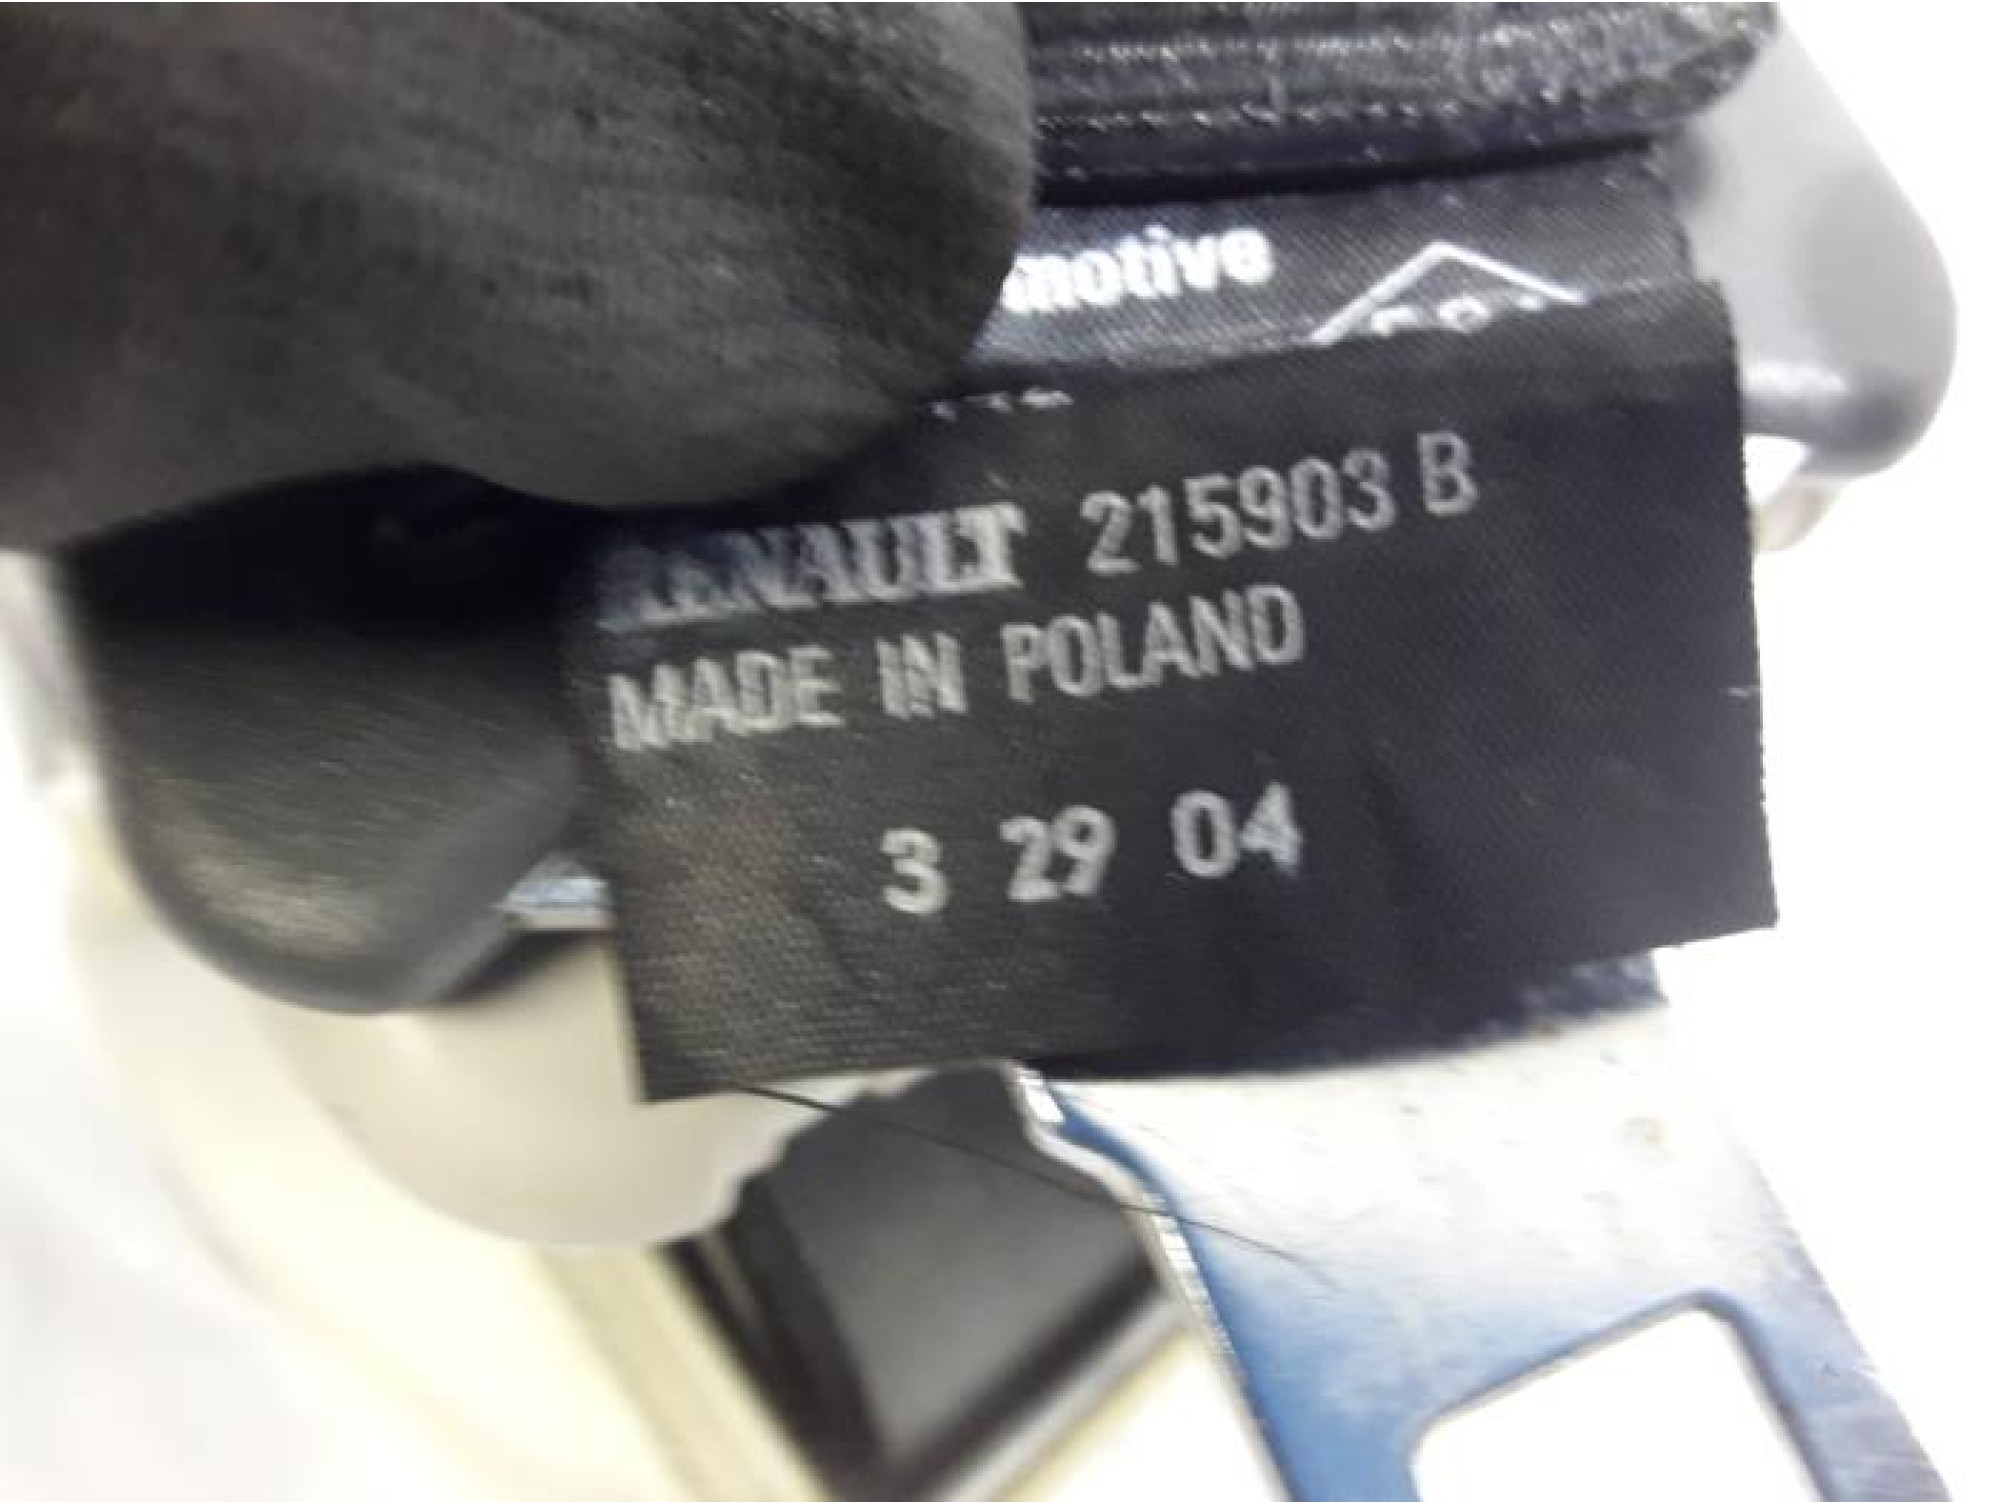 motive
RENAULT 215903 B
MADE IN POLAND
3 29 04